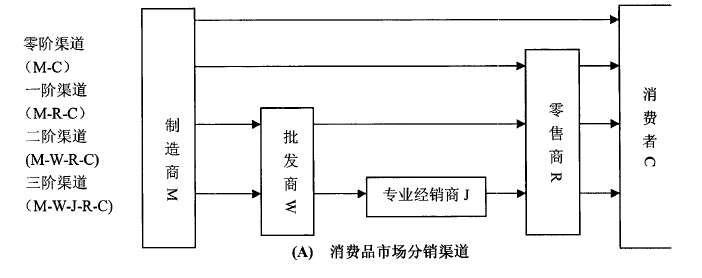 零阶渠道
（M-C）
一阶渠道
（M-R-C）
二阶渠道
(M-W-R-C)
三阶渠道
（M-W-J-R-C)
制造商M
批发商W
专业经销商 J
零售商R
消费者C
(A) 消费品市场分销渠道